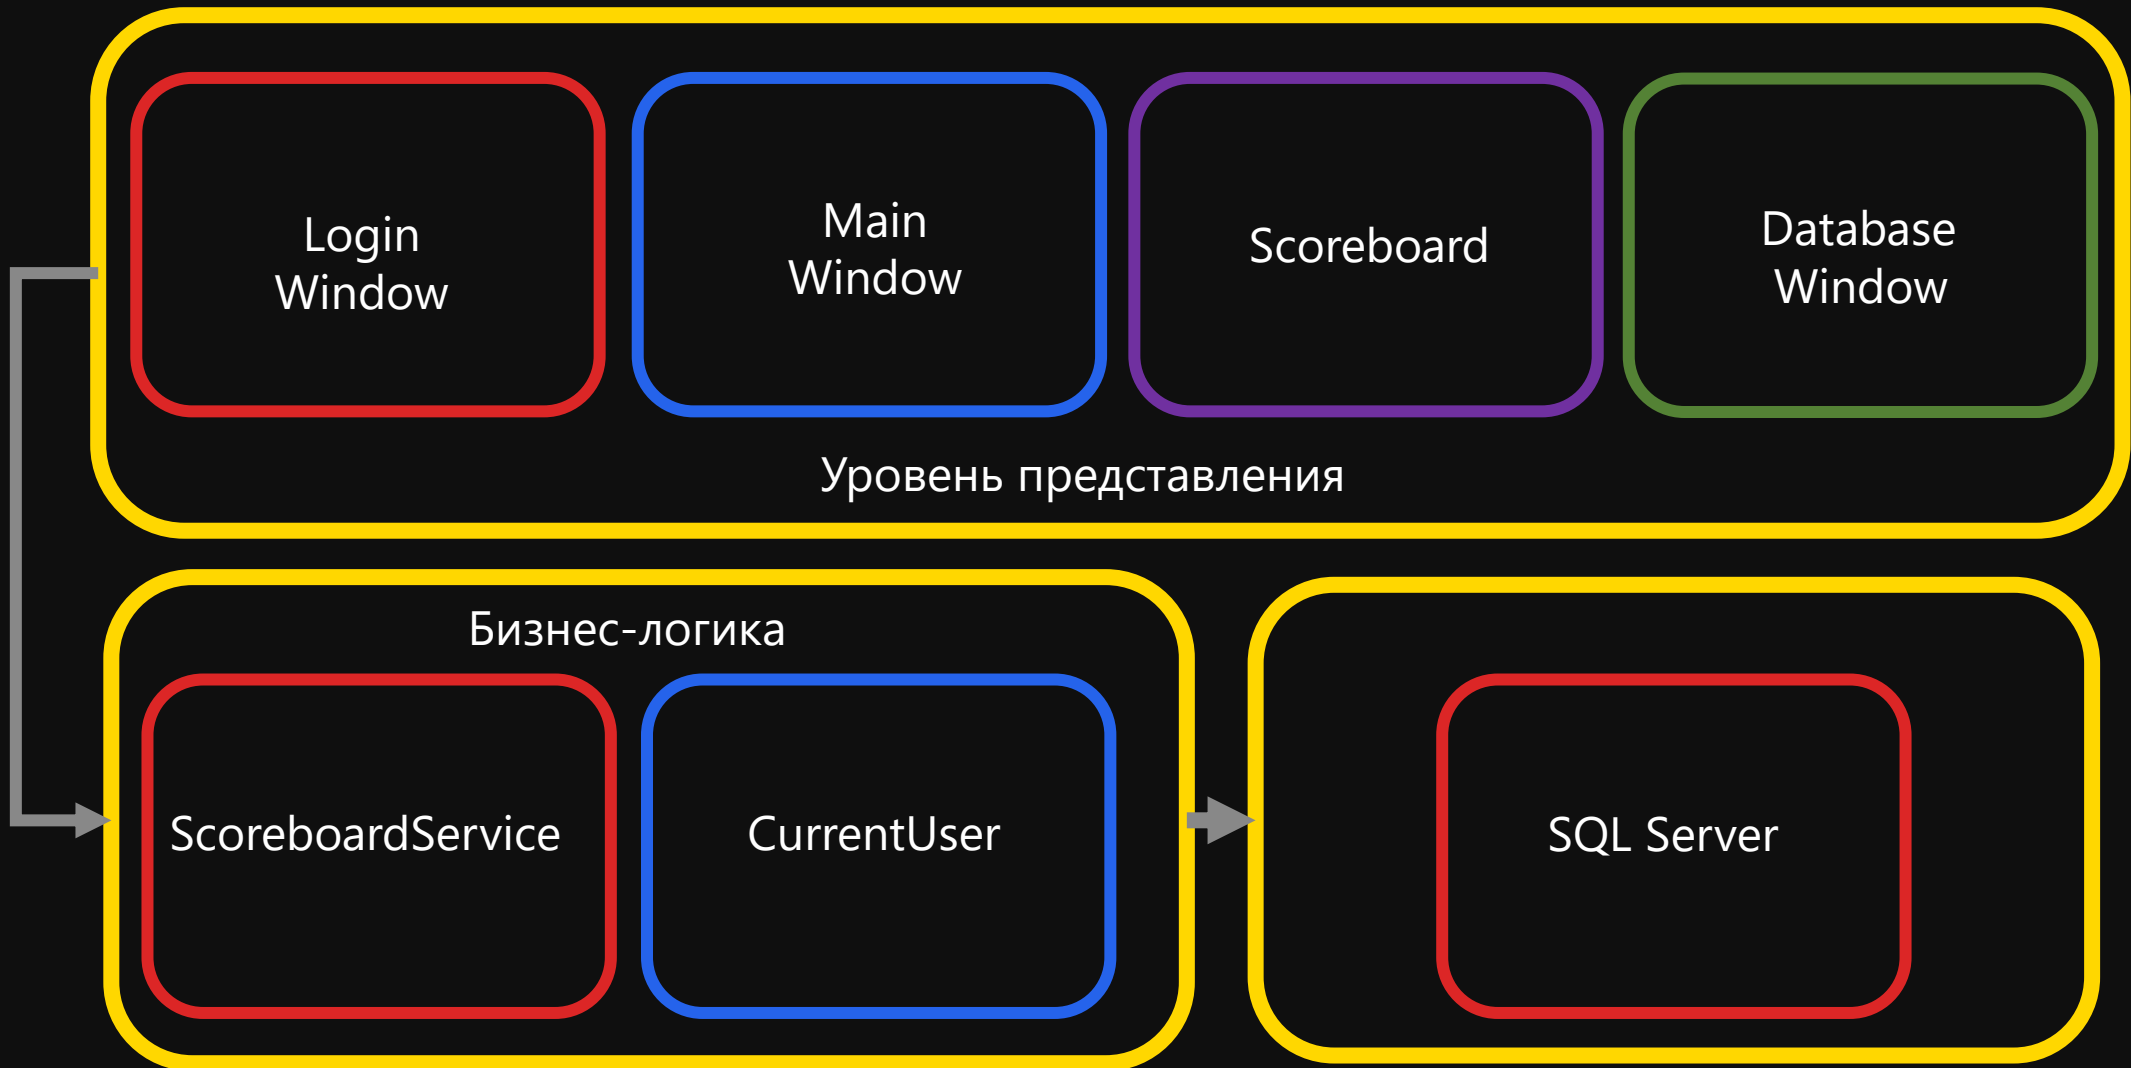 Login
Window
Main
Window
Scoreboard
Database
Window
Уровень представления
Бизнес-логика
ScoreboardService
CurrentUser
SQL Server